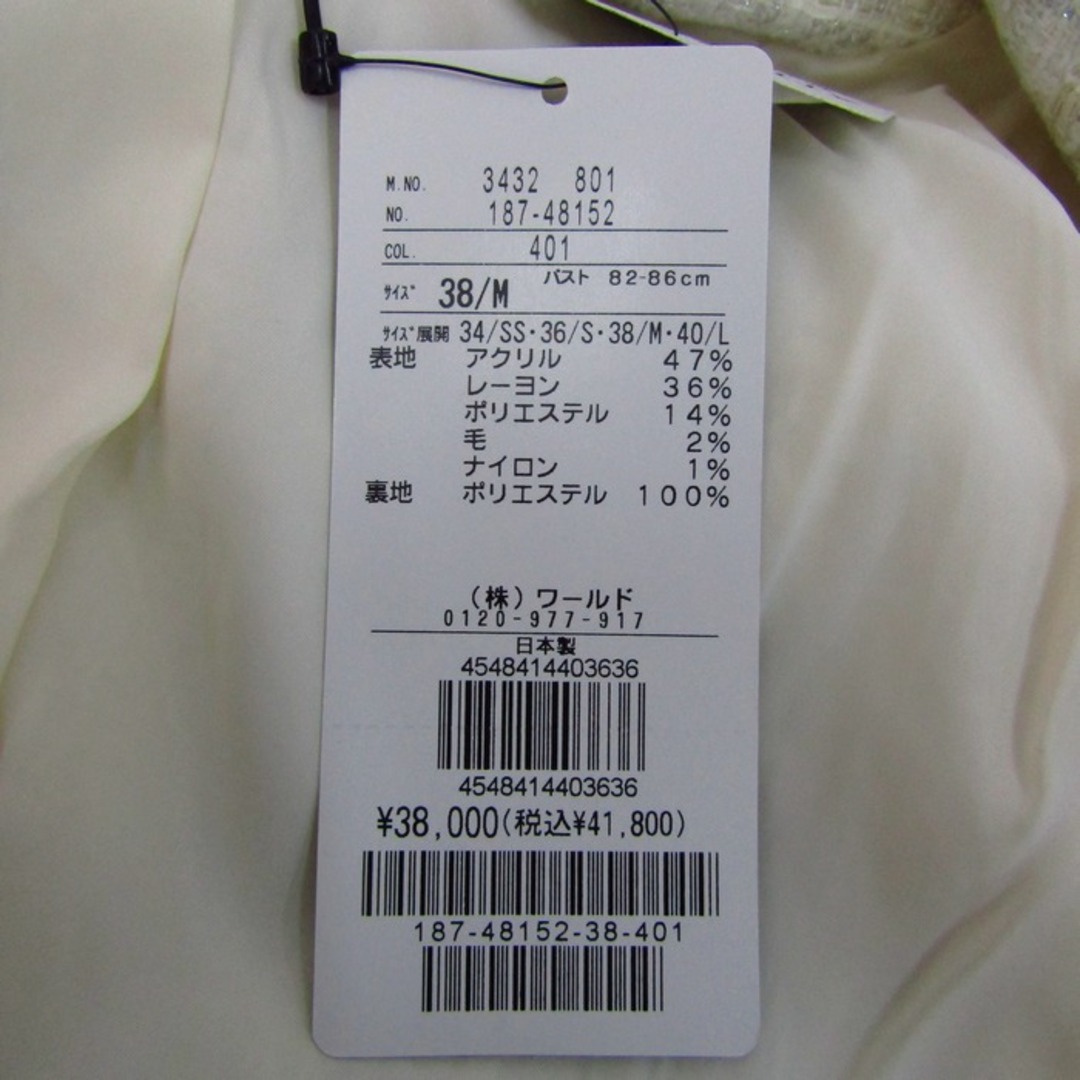 M.NO. 3432 801
NO. 187-48152
COL. 401
サイズ 38/M バスト 82-86cm
サイズ展開 34/SS・36/S・38/M・40/L
表地 アクリル 47%
レーヨン 36%
ポリエステル 14%
毛 2%
ナイロン 1%
裏地 ポリエステル 100%
(株)ワールド
0120-977-917
日本製
4548414403636
4548414403636
¥38,000(税込¥41,800)
187-48152-38-401